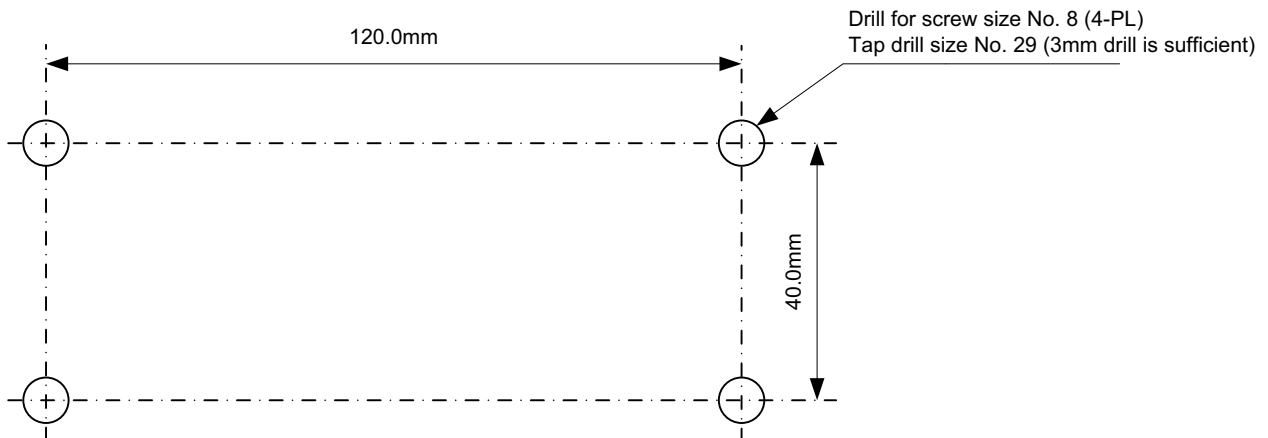 Drill for screw size No. 8 (4-PL)
Tap drill size No. 29 (3mm drill is sufficient)
120.0mm
40.0mm